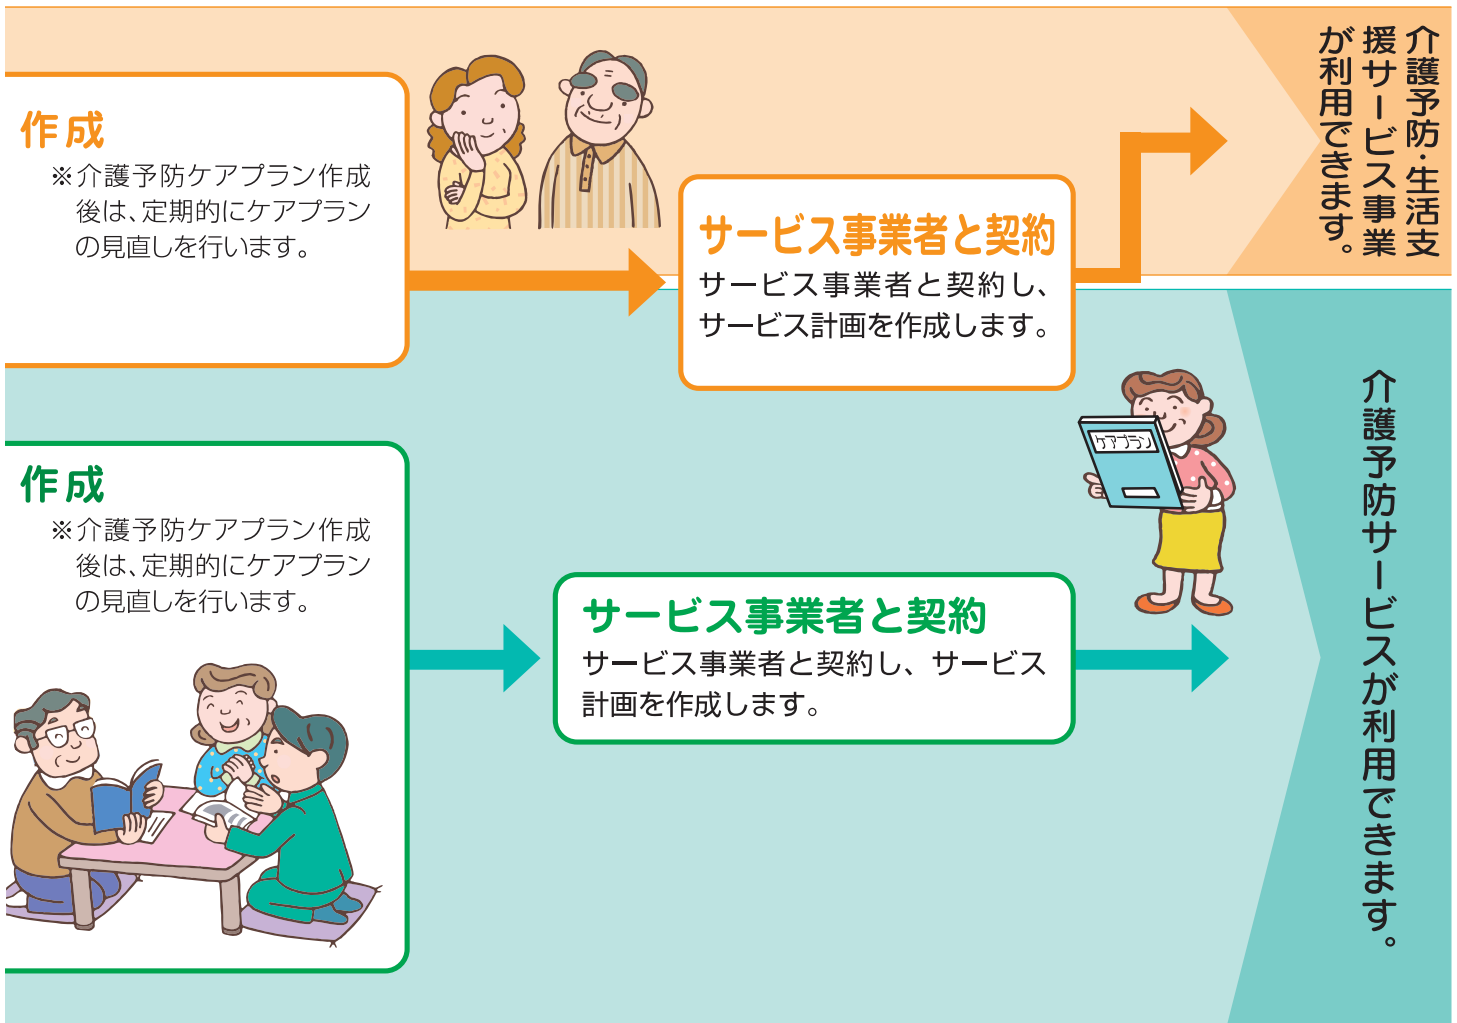 作成
※介護予防ケアプラン作成
後は、定期的にケアプラン
の見直しを行います。
サービス事業者と契約
サービス事業者と契約し、
サービス計画を作成します。
介護予防・生活支
援サービス事業
が利用できます。
作成
※介護予防ケアプラン作成
後は、定期的にケアプラン
の見直しを行います。
サービス事業者と契約
サービス事業者と契約し、サービス
計画を作成します。
ケアプラン
介護予防サービスが利用できます。